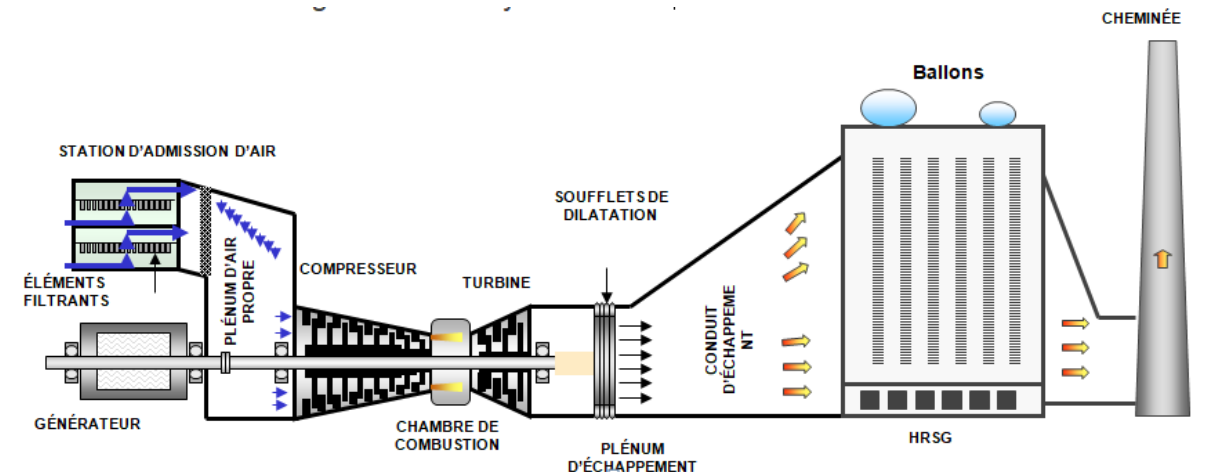 CHEMINÉE
Ballons
STATION D'ADMISSION D'AIR
SOUFFLETS DE
DILATATION
PLÉNUM D'AIR
PROPRE
COMPRESSEUR
TURBINE
ÉLÉMENTS
FILTRANTS
CONDUIT
D'ÉCHAPPEME
NT
GÉNÉRATEUR
CHAMBRE DE
COMBUSTION
HRSG
PLÉNUM
D'ÉCHAPPEMENT